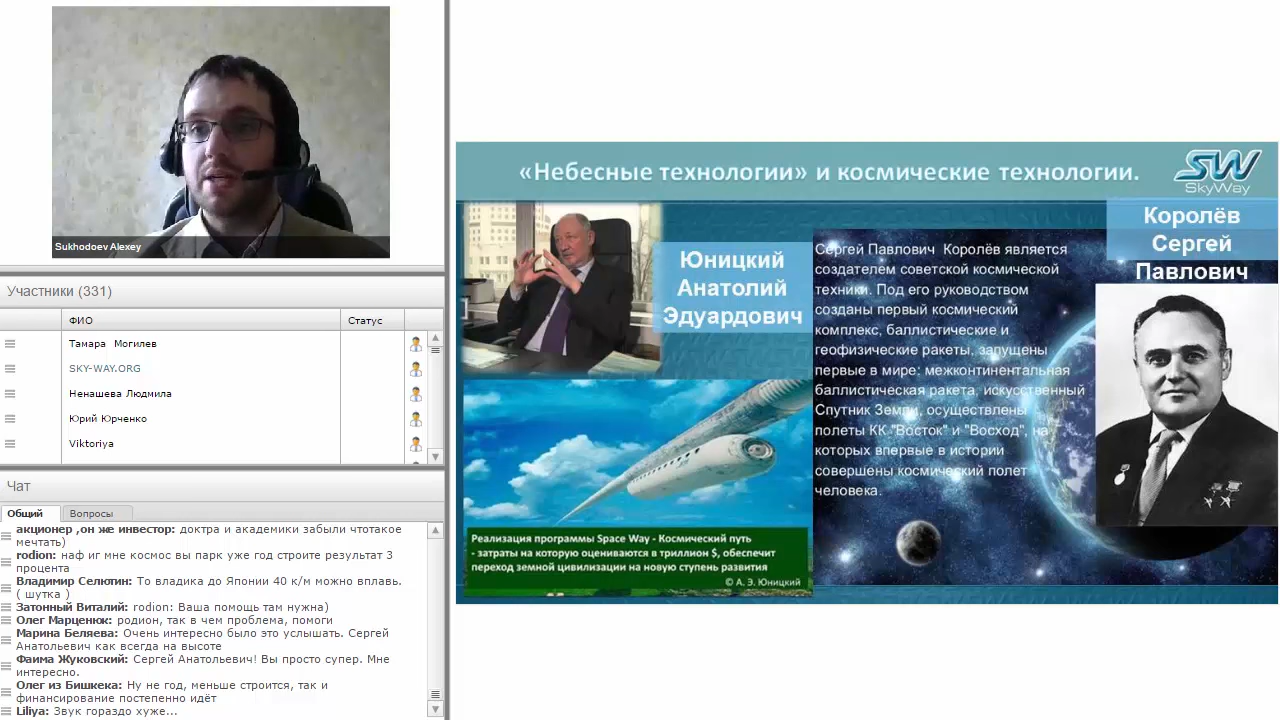 Sukhodoev Alexey
Участники (331)
ФИО
Статус
Тамара Могилев
SKY-WAY.ORG
Ненашева Людмила
Юрий Юрченко
Viktoriya
Чат
Общий
Вопросы
акционер ,он же инвестор: доктра и академики забыли чтотакое
мечтать)
rodion: наф иг мне космос вы парк уже год строите результат 3
процента
Владимир Селютин: То владика до Японии 40 к/м можно вплавь.
( шутка )
Затонный Виталий: rodion: Ваша помощь там нужна)
Олег Марценюк: родион, так в чем проблема, помоги
Марина Беляева: Очень интересно было это услышать. Сергей
Анатольевич как всегда на высоте
Фаима Жуковский: Сергей Анатольевич! Вы просто супер. Мне
интересно.
Олег из Бишкека: Ну не год, меньше строится, так и
финансирование постепенно идёт
Liliya: Звук гораздо хуже...
«Небесные технологии» и космические технологии.
SW
SkyWay
Юницкий
Анатолий
Эдуардович
Реализация программы Space Way - Космический путь
- затраты на которую оцениваются в триллион $, обеспечит
переход земной цивилизации на новую ступень развития
© А. Э. Юницкий
Сергей Павлович Королёв является
создателем советской космической
техники. Под его руководством
созданы первый космический
комплекс, баллистические и
геофизические ракеты, запущены
первые в мире: межконтинентальная
баллистическая ракета, искусственный
Спутник Земли, осуществлены
полеты КК "Восток" и "Восход", на
которых впервые в истории
совершены космический полет
человека.
Королёв
Сергей
Павлович